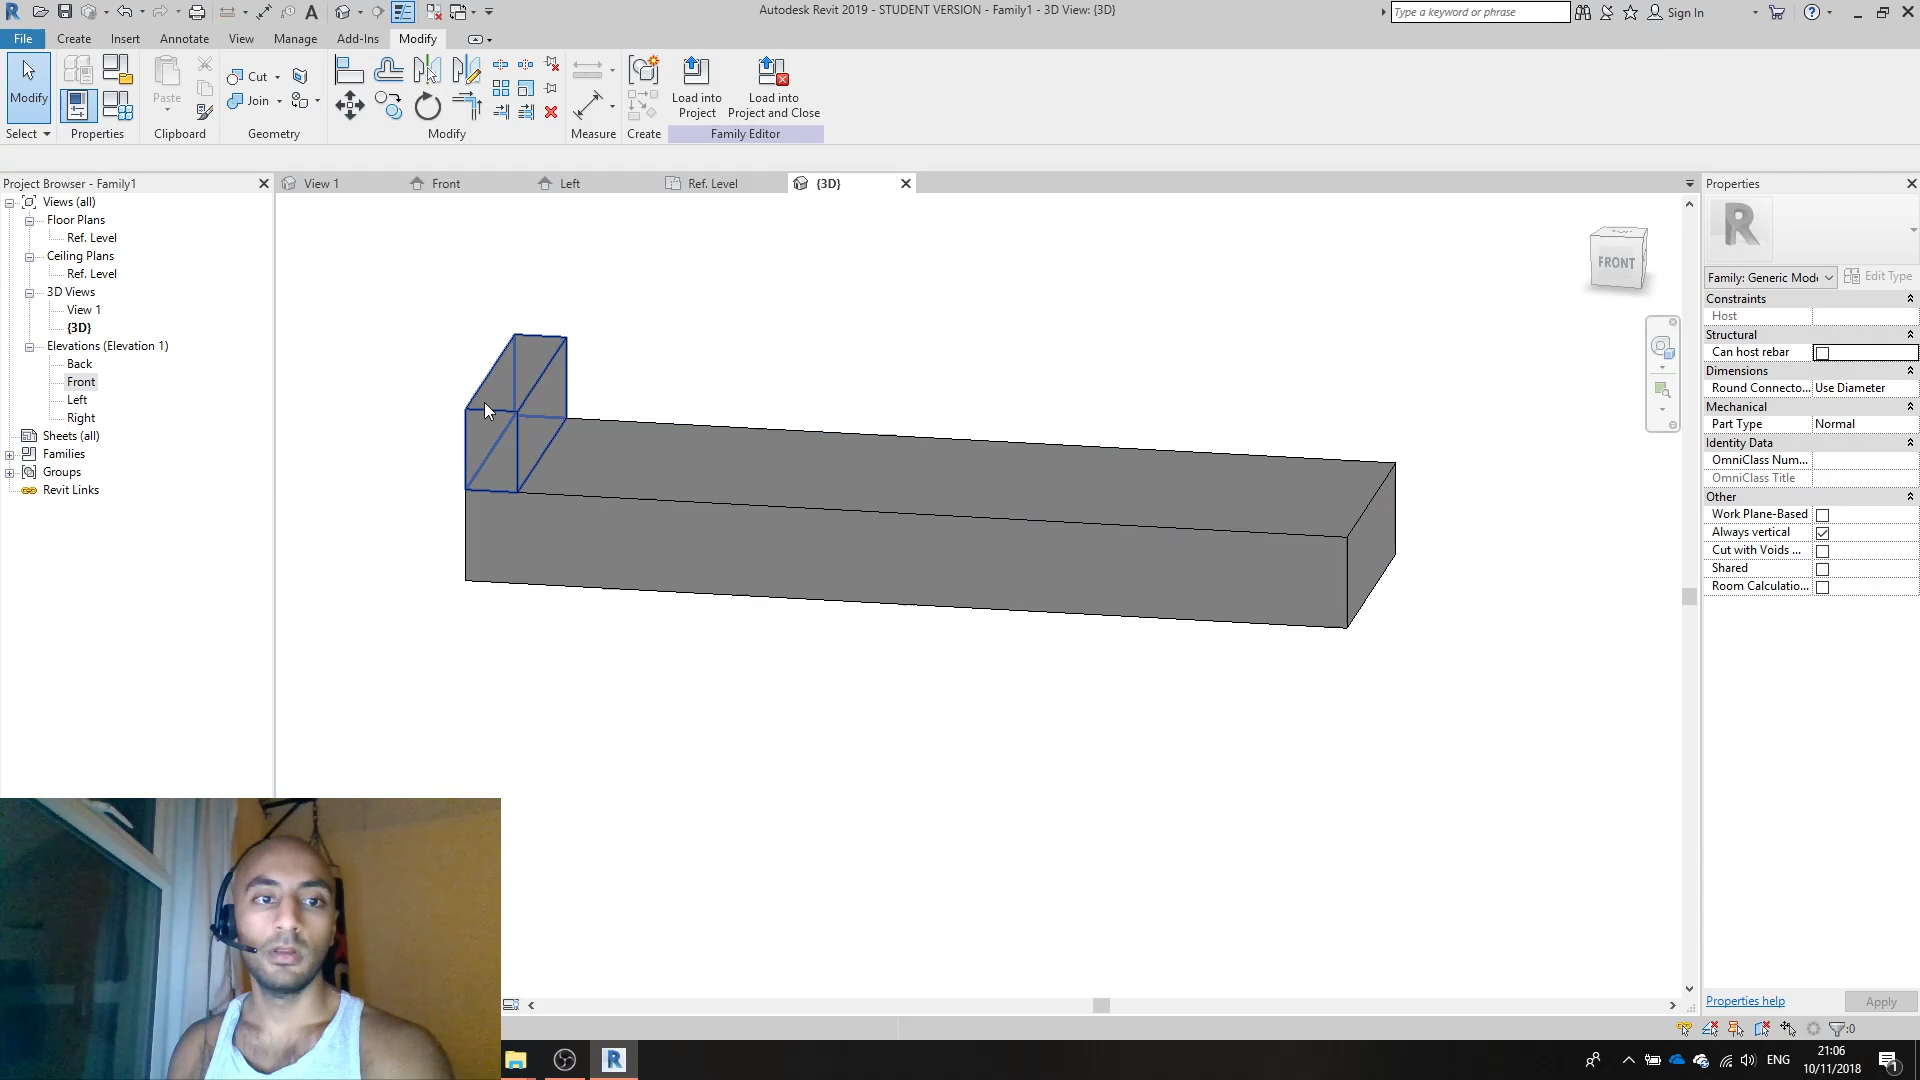 Autodesk Revit 2019 - STUDENT VERSION - Family1 - 3D View: {3D}
Type a keyword or phrase
Sign In
File
Create
Insert
Annotate
View
Manage
Add-Ins
Modify
Modify
Paste
Cut
Join
Load into
Project
Load into
Project and Close
Select
Properties
Clipboard
Geometry
Modify
Measure
Create
Family Editor
Project Browser - Family1
View 1
Front
Left
Ref. Level
{3D}
Properties
Views (all)
Floor Plans
Ref. Level
Ceiling Plans
Ref. Level
3D Views
View 1
{3D}
Elevations (Elevation 1)
Back
Front
Left
Right
Sheets (all)
Families
Groups
Revit Links
FRONT
R
Family: Generic Mode
Edit Type
Constraints
Host
Structural
Can host rebar
Dimensions
Round Connecto... Use Diameter
Mechanical
Part Type Normal
Identity Data
OmniClass Num...
OmniClass Title
Other
Work Plane-Based
Always vertical
Cut with Voids ...
Shared
Room Calculatio...
Properties help
Apply
:0
ENG
21:06
10/11/2018